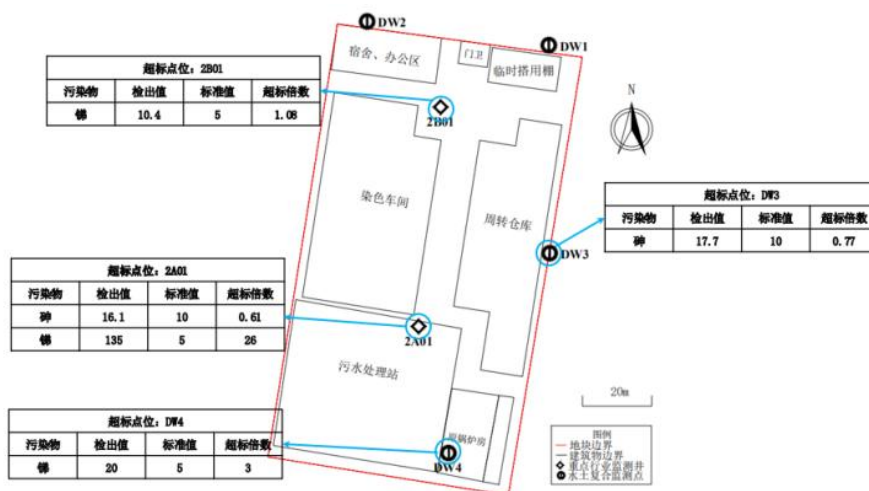 DW2
DW1
宿舍、办公区
门卫
临时搭用棚
超标点位：2B01
污染物 检出值 标准值 超标倍数
锑 10.4 5 1.08
2B01
N
染色车间
周转仓库
超标点位：DW3
污染物 检出值 标准值 超标倍数
砷 17.7 10 0.77
DW3
超标点位：2A01
污染物 检出值 标准值 超标倍数
砷 16.1 10 0.61
锑 135 5 26
2A01
污水处理站
20m
超标点位：DW4
污染物 检出值 标准值 超标倍数
锑 20 5 3
锅炉房
DW4
图例
地块边界
建筑物边界
重点行业监测井
水土复合监测点